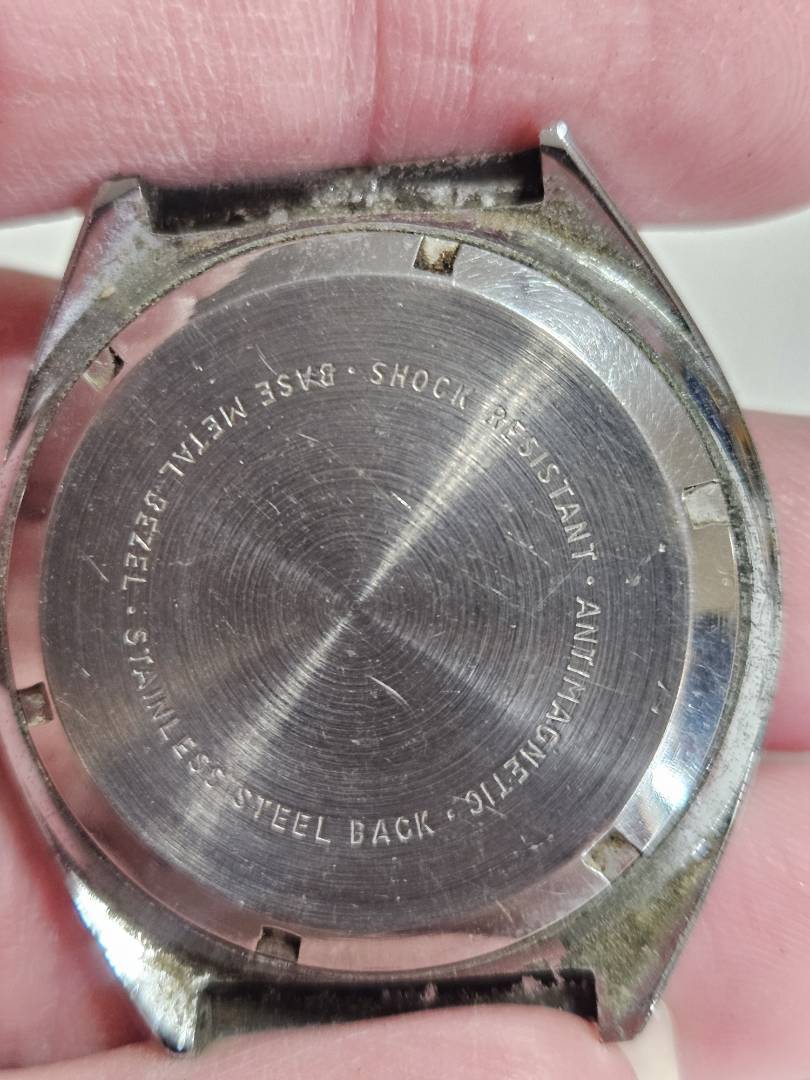 SHOCK RESISTANT · ANTIMAGNETIC · STAINLESS STEEL BACK · BASE METAL BEZEL ·